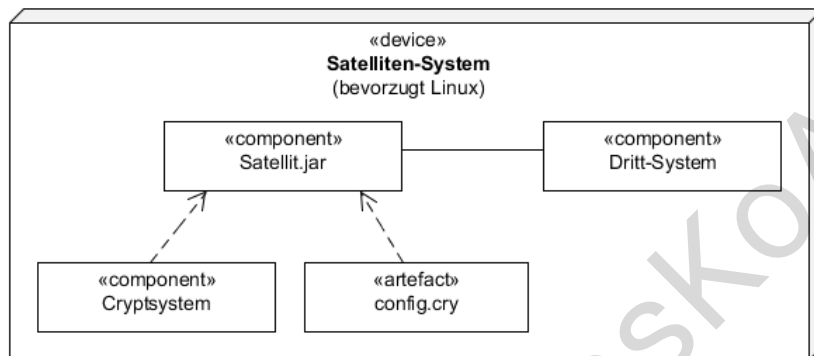 «device»
Satelliten-System
(bevorzugt Linux)
«component»
Satellit.jar
«component»
Dritt-System
«component»
Cryptsystem
«artefact»
config.cry